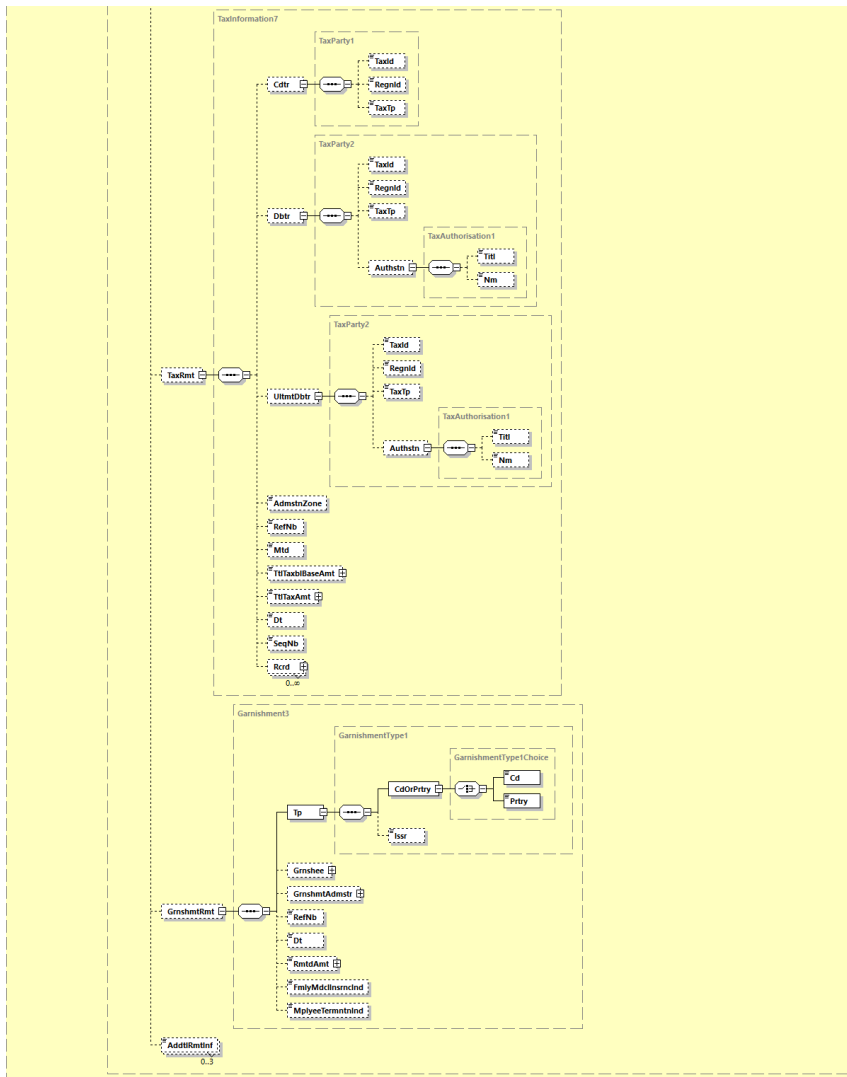 TaxInformation7
TaxParty1
TaxId
Cdtr
RegnId
TaxTp
TaxParty2
TaxId
RegnId
Dbtr
TaxTp
TaxAuthorisation1
Titl
Authstn
Nm
TaxParty2
TaxId
RegnId
TaxRmt
UltmtDbtr
TaxTp
TaxAuthorisation1
Titl
Authstn
Nm
AdmstnZone
RefNb
Mtd
TtlTaxblBaseAmt
TtlTaxAmt
Dt
SeqNb
Rcrd
0..∞
Garnishment3
GarnishmentType1
GarnishmentType1Choice
Cd
CdOrPrtry
Prtry
Tp
Issr
Grnshee
GrnshmtAdmstr
GrnshmtRmt
RefNb
Dt
RmtdAmt
FmlyMdclInsrncInd
MplyeeTermntnInd
AddtlRmtInf
0..3